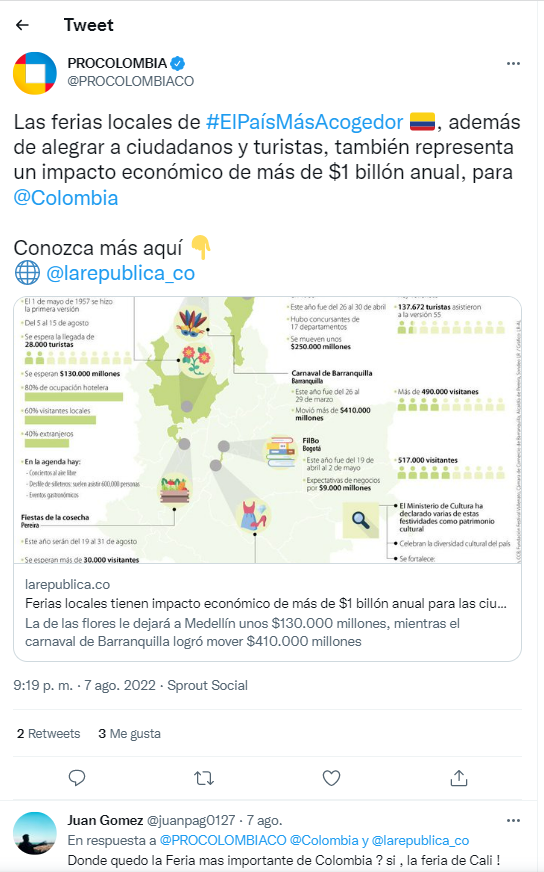 Tweet
PROCOLOMBIA
@PROCOLOMBIACO
Las ferias locales de #ElPaísMásAcogedor 🇨🇴, además
de alegrar a ciudadanos y turistas, también representa
un impacto económico de más de $1 billón anual, para
@Colombia
Conozca más aquí 👇
🌐 @larepublica_co
• El 1 de mayo de 1957 se hizo
la primera versión
• Del 5 al 15 de agosto
• Se espera la llegada de
28.000 turistas
• Se esperan $130.000 millones
• 80% de ocupación hotelera
• 60% visitantes locales
• 40% extranjeros
• En la agenda hay:
- Conciertos al aire libre
- Desfile de silleteros: suelen asistir 600.000 personas
- Eventos gastronómicos
Fiestas de la cosecha
Pereira
• Este año serán del 19 al 31 de agosto
• Se esperan más de 30.000 visitantes
• Este año fue del 26 al 30 de abril
• Hubo concursantes de
17 departamentos
• Se mueven unos
$250.000 millones
• 137.672 turistas asistieron
a la versión 55
Carnaval de Barranquilla
Barranquilla
• Este año fue del 26 al
29 de marzo
• Movió más de $410.000
millones
• Más de 490.000 visitantes
FilBo
Bogotá
• Este año fue del 19 de
abril al 2 de mayo
• Expectativas de negocios
por $9.000 millones
• 517.000 visitantes
• El Ministerio de Cultura ha
declarado varias de estas
festividades como patrimonio
cultural
• Celebran la diversidad cultural del país
• Se fortalece:
larepublica.co
Ferias locales tienen impacto económico de más de $1 billón anual para las ciu...
La de las flores le dejará a Medellín unos $130.000 millones, mientras el
carnaval de Barranquilla logró mover $410.000 millones
9:19 p. m. · 7 ago. 2022 · Sprout Social
2 Retweets 3 Me gusta
Juan Gomez @juanpag0127 · 7 ago.
En respuesta a @PROCOLOMBIACO @Colombia y @larepublica_co
Donde quedo la Feria mas importante de Colombia ? si , la feria de Cali !